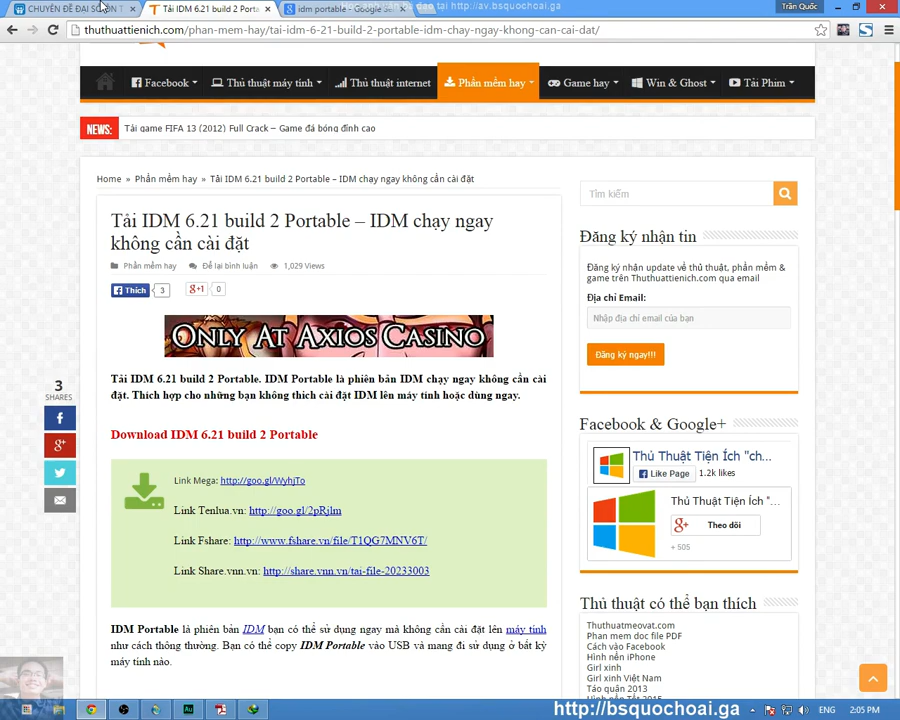 CHUYÊN ĐỀ ĐẠI SỐ
Tải IDM 6.21 build 2 Porta
idm portable - Google Se
http://av.bsquochoai.ga
Trần Quốc
thuthuattienich.com/phan-mem-hay/tai-idm-6-21-build-2-portable-idm-chay-ngay-khong-can-cai-dat/
Facebook
Thủ thuật máy tính
Thủ thuật internet
Phần mềm hay
Game hay
Win & Ghost
Tải Phim
NEWS:
Tải game FIFA 13 (2012) Full Crack – Game đá bóng đỉnh cao
Home » Phần mềm hay » Tải IDM 6.21 build 2 Portable – IDM chạy ngay không cần cài đặt
Tải IDM 6.21 build 2 Portable – IDM chạy ngay
không cần cài đặt
Phần mềm hay
Để lại bình luận
1,029 Views
Thích
3
g+1
0
ONLY AT AXIOS CASINO
Tải IDM 6.21 build 2 Portable. IDM Portable là phiên bản IDM chạy ngay không cần cài
đặt. Thích hợp cho những bạn không thích cài đặt IDM lên máy tính hoặc dùng ngay.
3
SHARES
Download IDM 6.21 build 2 Portable
Link Mega: http://goo.gl/WyhjTo
Link Tenlua.vn: http://goo.gl/2pRjlm
Link Fshare: http://www.fshare.vn/file/T1QG7MNV6T/
Link Share.vnn.vn: http://share.vnn.vn/tai-file-20233003
IDM Portable là phiên bản IDM bạn có thể sử dụng ngay mà không cần cài đặt lên máy tính
như cách thông thường. Bạn có thể copy IDM Portable vào USB và mang đi sử dụng ở bất kỳ
máy tính nào.
Tìm kiếm
Đăng ký nhận tin
Đăng ký nhận update về thủ thuật, phần mềm &
game trên Thuthuattienich.com qua email
Địa chỉ Email:
Nhập địa chỉ email của bạn
Đăng ký ngay!!!
Facebook & Google+
Thủ Thuật Tiện Ích "ch...
Like Page
1.2k likes
Thủ Thuật Tiện Ích "...
Theo dõi
+ 505
Thủ thuật có thể bạn thích
Thuthuatmeovat.com
Phan mem doc file PDF
Cách vào Facebook
Hình nền iPhone
Girl xinh
Girl xinh Việt Nam
Táo quân 2013
Hình nền Tết 2015
http://bsquochoai.ga
ENG
2:05 PM